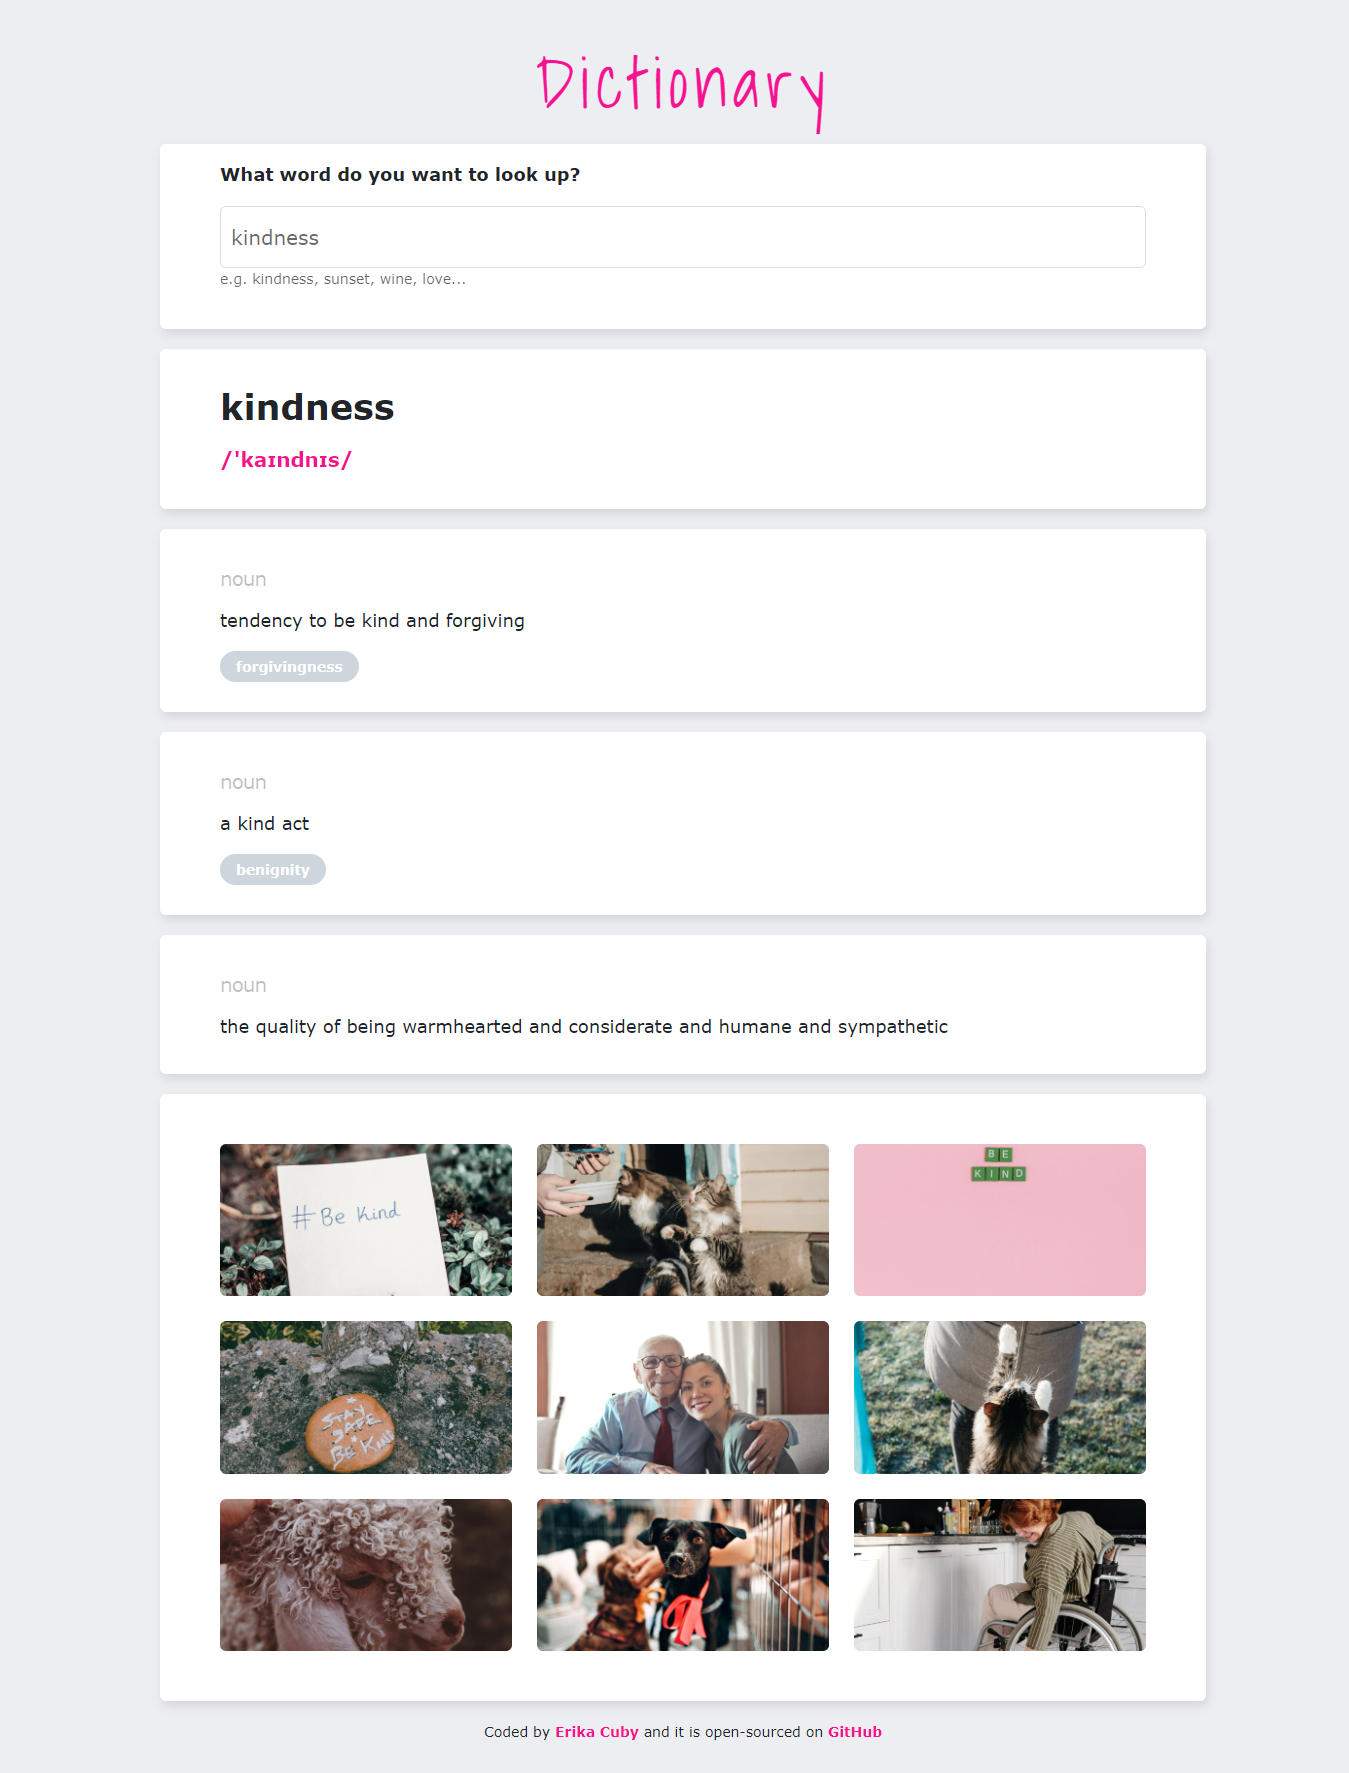 Dictionary
What word do you want to look up?
kindness
e.g. kindness, sunset, wine, love...
kindness
/'kaɪndnɪs/
noun
tendency to be kind and forgiving
forgivingness
noun
a kind act
benignity
noun
the quality of being warmhearted and considerate and humane and sympathetic
# Be Kind
BE
KIND
STAY
SAFE
BE KIND
Coded by Erika Cuby and it is open-sourced on GitHub